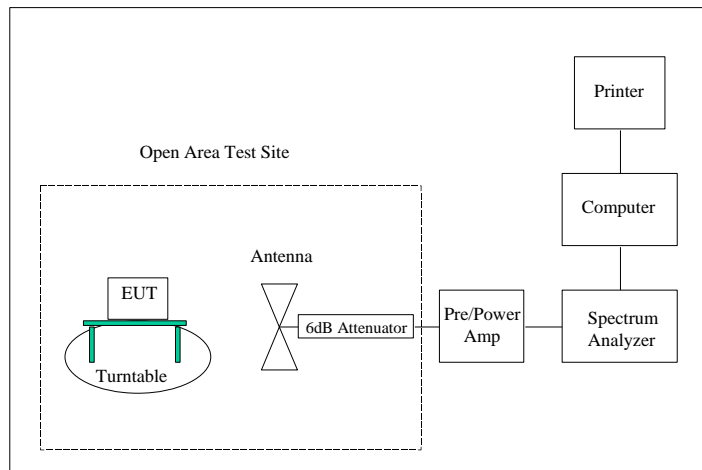 Printer
Open Area Test Site
Computer
Antenna
EUT
6dB Attenuator
Pre/Power
Amp
Spectrum
Analyzer
Turntable